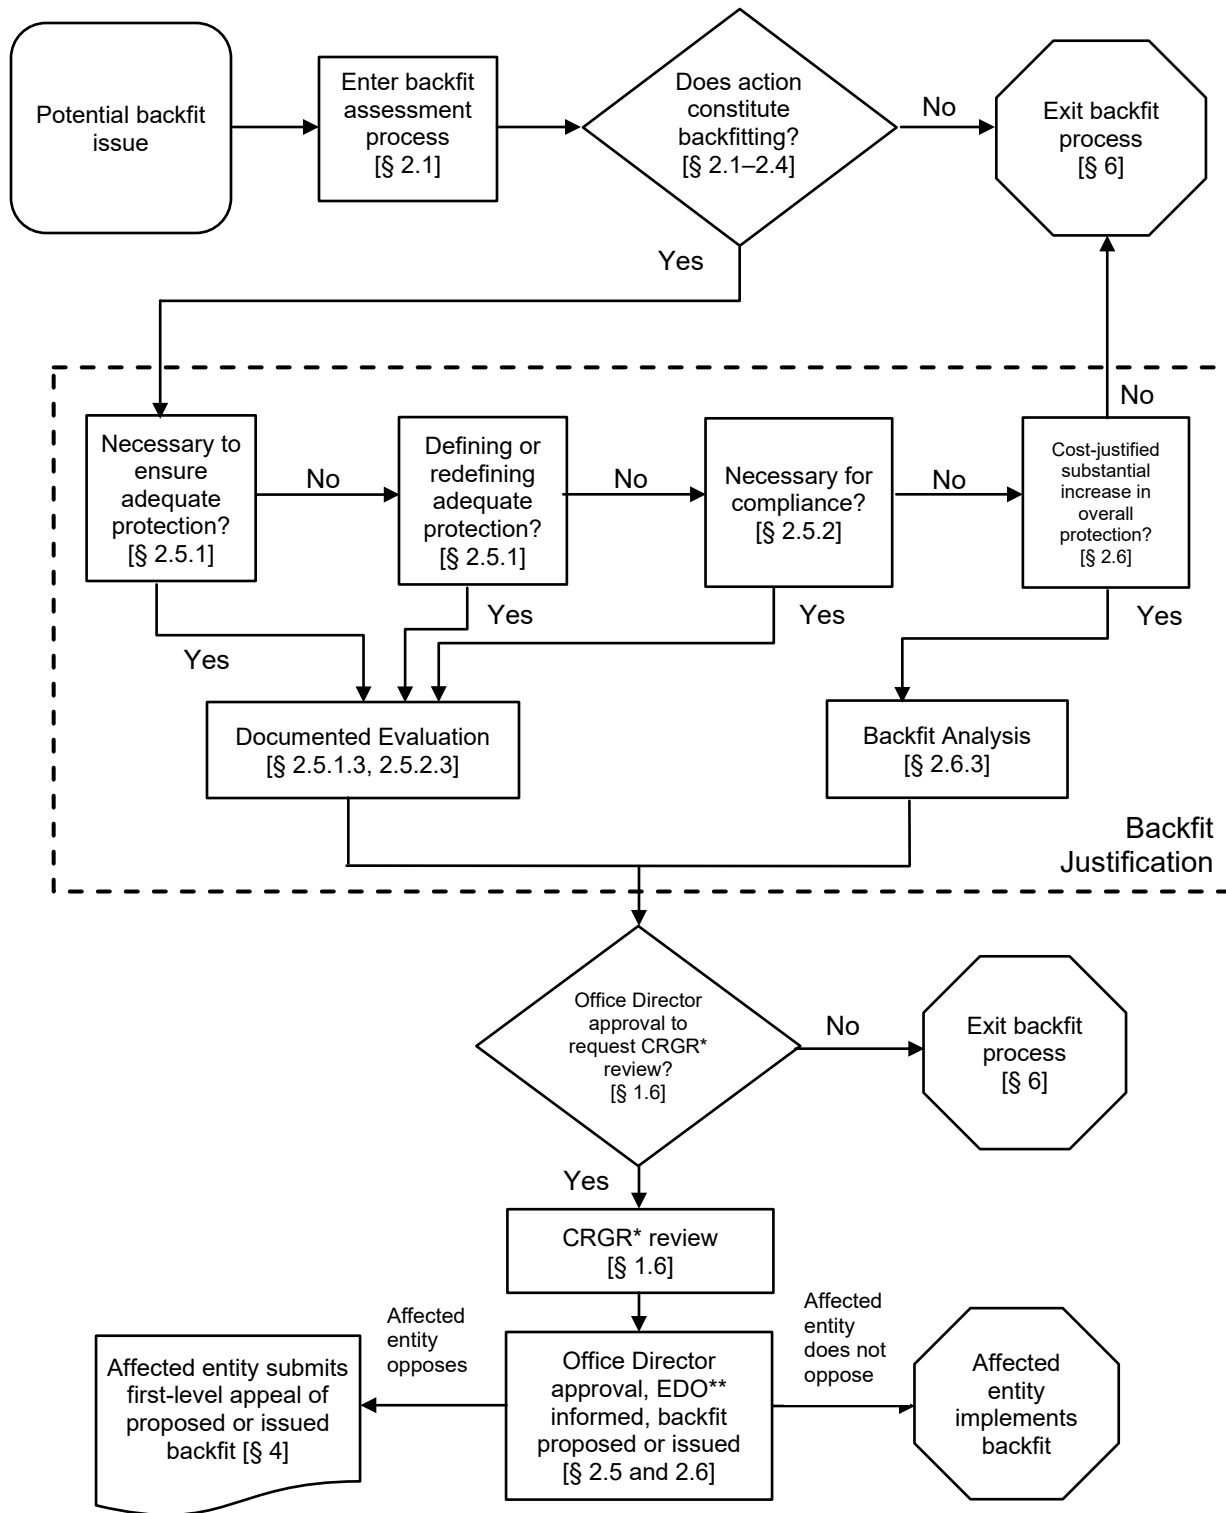 Potential backfit
issue
Enter backfit
assessment
process
[§ 2.1]
Does action
constitute
backfitting?
[§ 2.1–2.4]
No
Exit backfit
process
[§ 6]
Yes
Necessary to
ensure
adequate
protection?
[§ 2.5.1]
No
Defining or
redefining
adequate
protection?
[§ 2.5.1]
No
Necessary for
compliance?
[§ 2.5.2]
No
No
Cost-justified
substantial
increase in
overall
protection?
[§ 2.6]
Yes
Yes
Yes
Yes
Documented Evaluation
[§ 2.5.1.3, 2.5.2.3]
Backfit Analysis
[§ 2.6.3]
Backfit
Justification
Office Director
approval to
request CRGR*
review?
[§ 1.6]
No
Exit backfit
process
[§ 6]
Yes
CRGR* review
[§ 1.6]
Affected
entity
opposes
Affected
entity
does not
oppose
Affected entity submits
first-level appeal of
proposed or issued
backfit [§ 4]
Office Director
approval, EDO**
informed, backfit
proposed or issued
[§ 2.5 and 2.6]
Affected
entity
implements
backfit